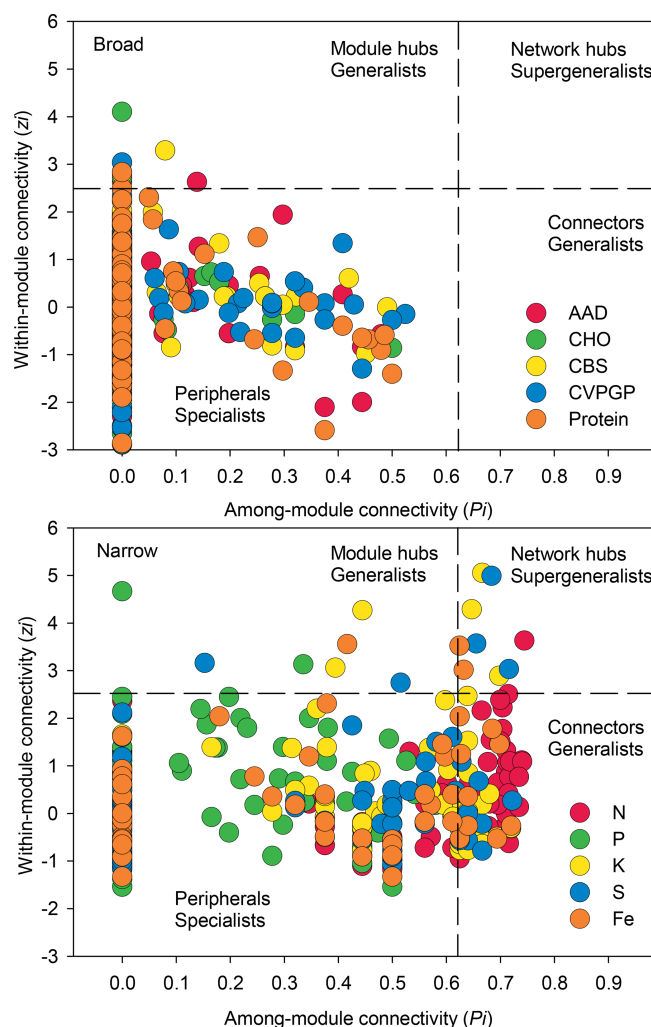 6
Broad
Module hubs
Generalists
Network hubs
Supergeneralists
5
4
3
2
1
0
-1
-2
-3
Within-module connectivity (zi)
Connectors
Generalists
AAD
CHO
CBS
CVPGP
Protein
Peripherals
Specialists
0.0 0.1 0.2 0.3 0.4 0.5 0.6 0.7 0.8 0.9
Among-module connectivity (Pi)
6
Narrow
Module hubs
Generalists
Network hubs
Supergeneralists
5
4
3
2
1
0
-1
-2
-3
Within-module connectivity (zi)
Connectors
Generalists
N
P
K
S
Fe
Peripherals
Specialists
0.0 0.1 0.2 0.3 0.4 0.5 0.6 0.7 0.8 0.9
Among-module connectivity (Pi)